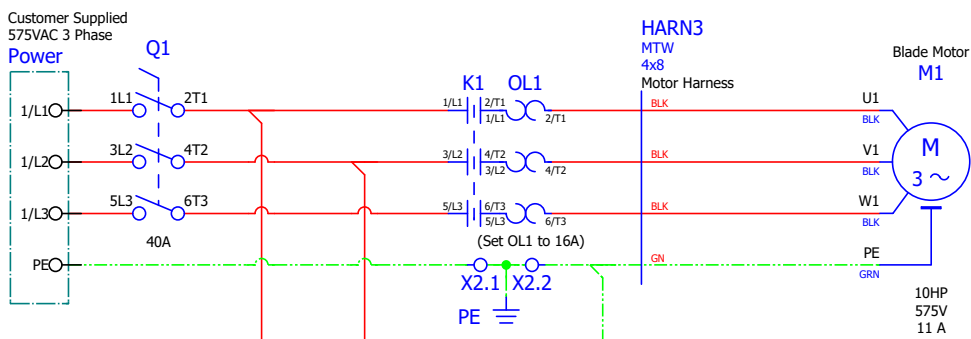 Customer Supplied
575VAC 3 Phase
Power
Q1
HARN3
MTW
4x8
Motor Harness
Blade Motor
M1
K1
OL1
1/L1
1L1
2T1
1/L1
2/T1
1/L1
2/T1
BLK
U1
BLK
1/L2
3L2
4T2
3/L2
4/T2
3/L2
4/T2
BLK
V1
BLK
M
3 ~
1/L3
5L3
6T3
5/L3
6/T3
5/L3
6/T3
BLK
W1
BLK
40A
(Set OL1 to 16A)
PE
X2.1
X2.2
GN
PE
GRN
PE
10HP
575V
11 A